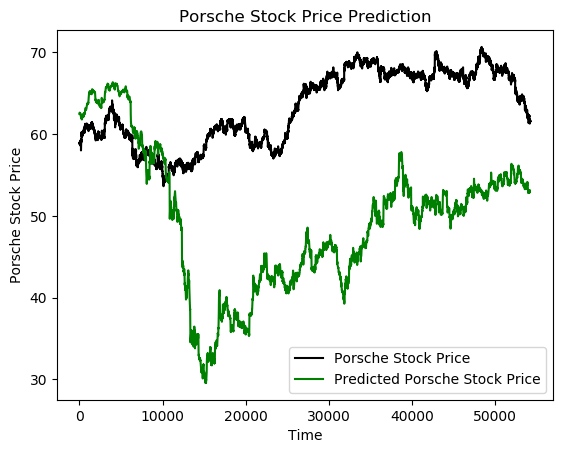 Porsche Stock Price Prediction
Porsche Stock Price
70
60
50
40
30
0
10000
20000
30000
40000
50000
Time
Porsche Stock Price
Predicted Porsche Stock Price